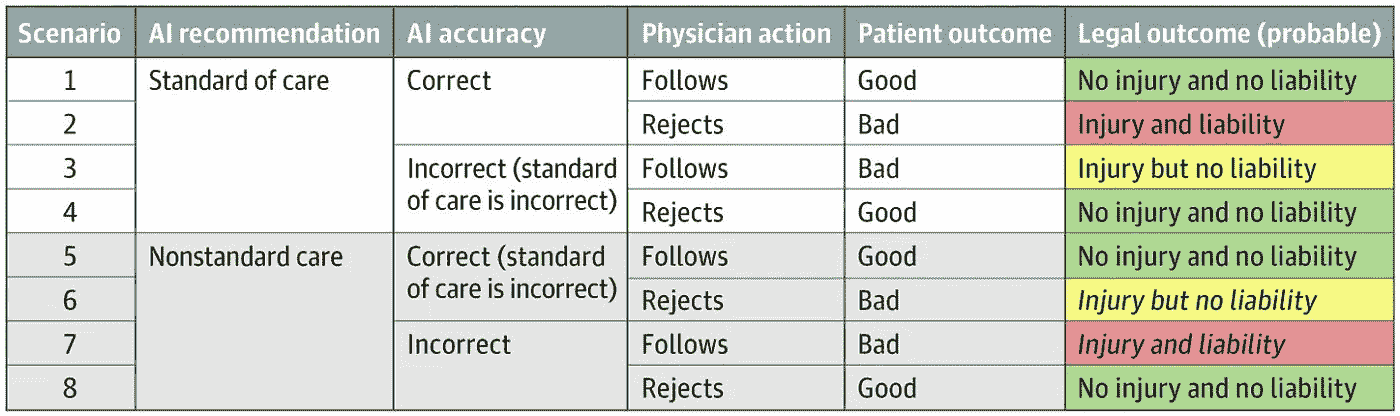 Scenario AI recommendation AI accuracy Physician action Patient outcome Legal outcome (probable)
1 Standard of care Correct Follows Good No injury and no liability
2 Rejects Bad Injury and liability
3 Incorrect (standard Follows Bad Injury but no liability
4 of care is incorrect) Rejects Good No injury and no liability
5 Nonstandard care Correct (standard Follows Good No injury and no liability
6 of care is incorrect) Rejects Bad Injury but no liability
7 Incorrect Follows Bad Injury and liability
8 Rejects Good No injury and no liability